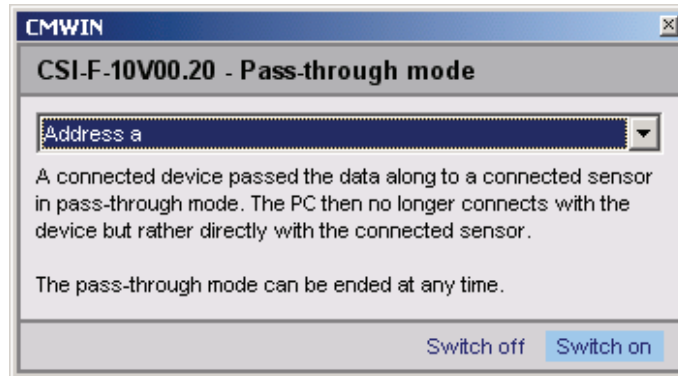 CMWIN
CSI-F-10V00.20 - Pass-through mode
Address a
A connected device passed the data along to a connected sensor
in pass-through mode. The PC then no longer connects with the
device but rather directly with the connected sensor.
The pass-through mode can be ended at any time.
Switch off Switch on